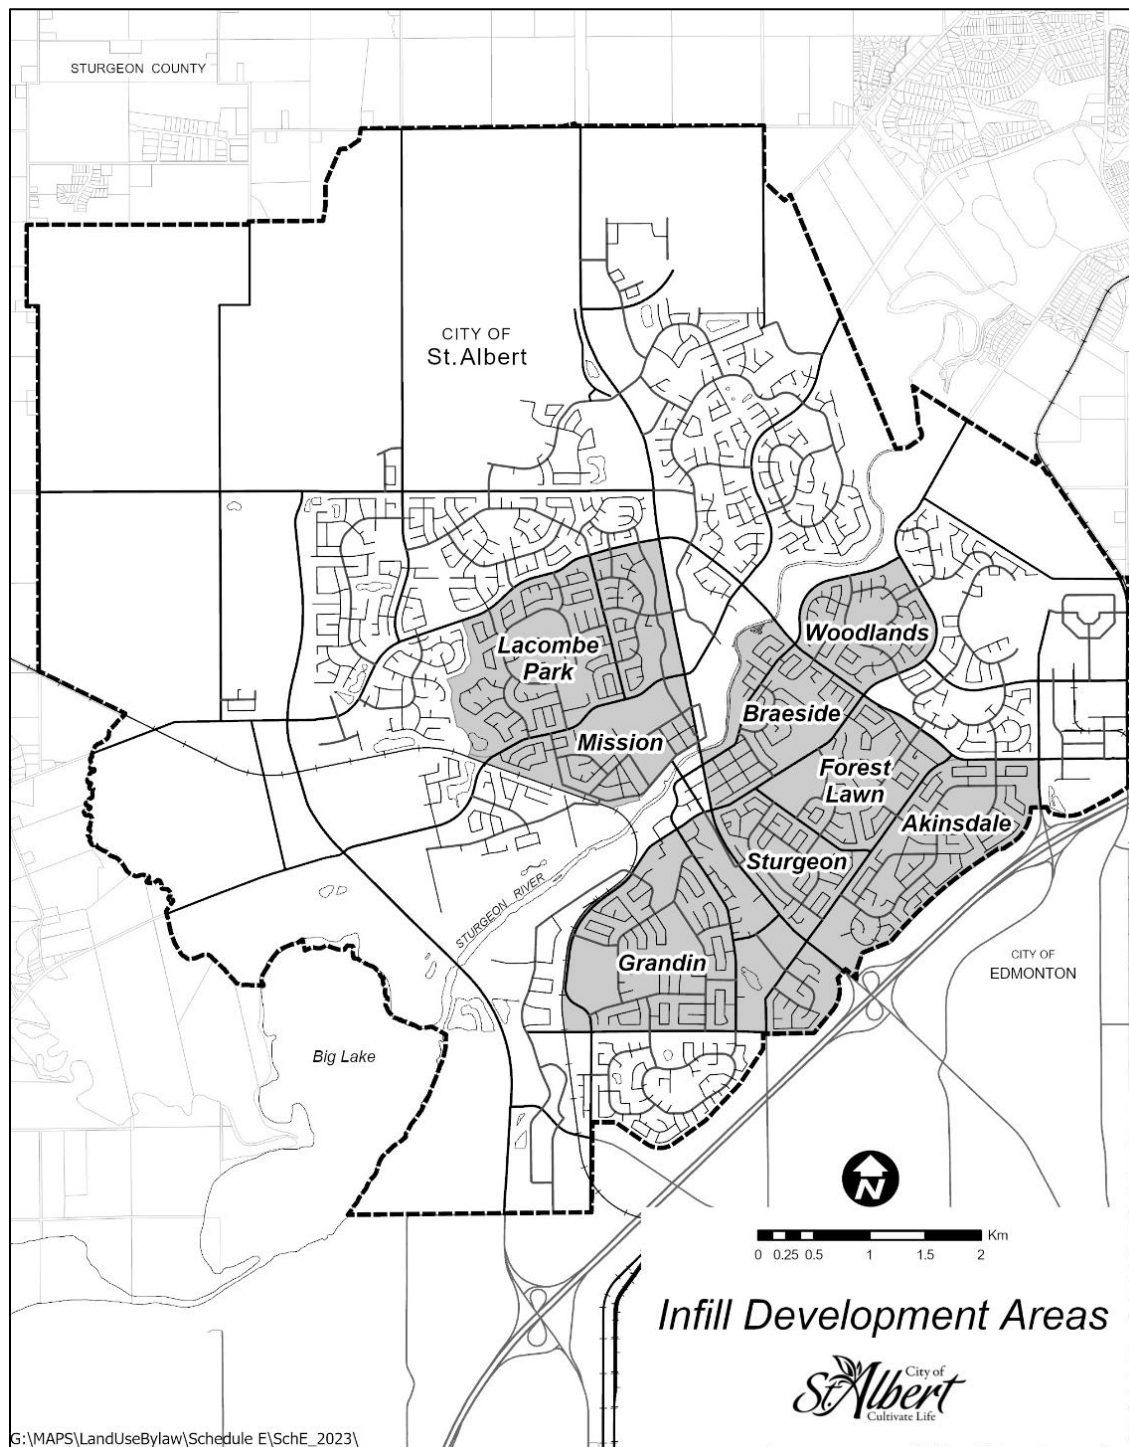 STURGEON COUNTY
CITY OF
St.Albert
Woodlands
Lacombe
Park
Braeside
Mission
Forest
Lawn
Akinsdale
Sturgeon
STURGEON RIVER
Grandin
CITY OF
EDMONTON
Big Lake
N
Km
0 0.25 0.5 1 1.5 2
Infill Development Areas
City of
St. Albert
Cultivate Life
G:\MAPS\LandUseBylaw\Schedule E\SchE_2023\